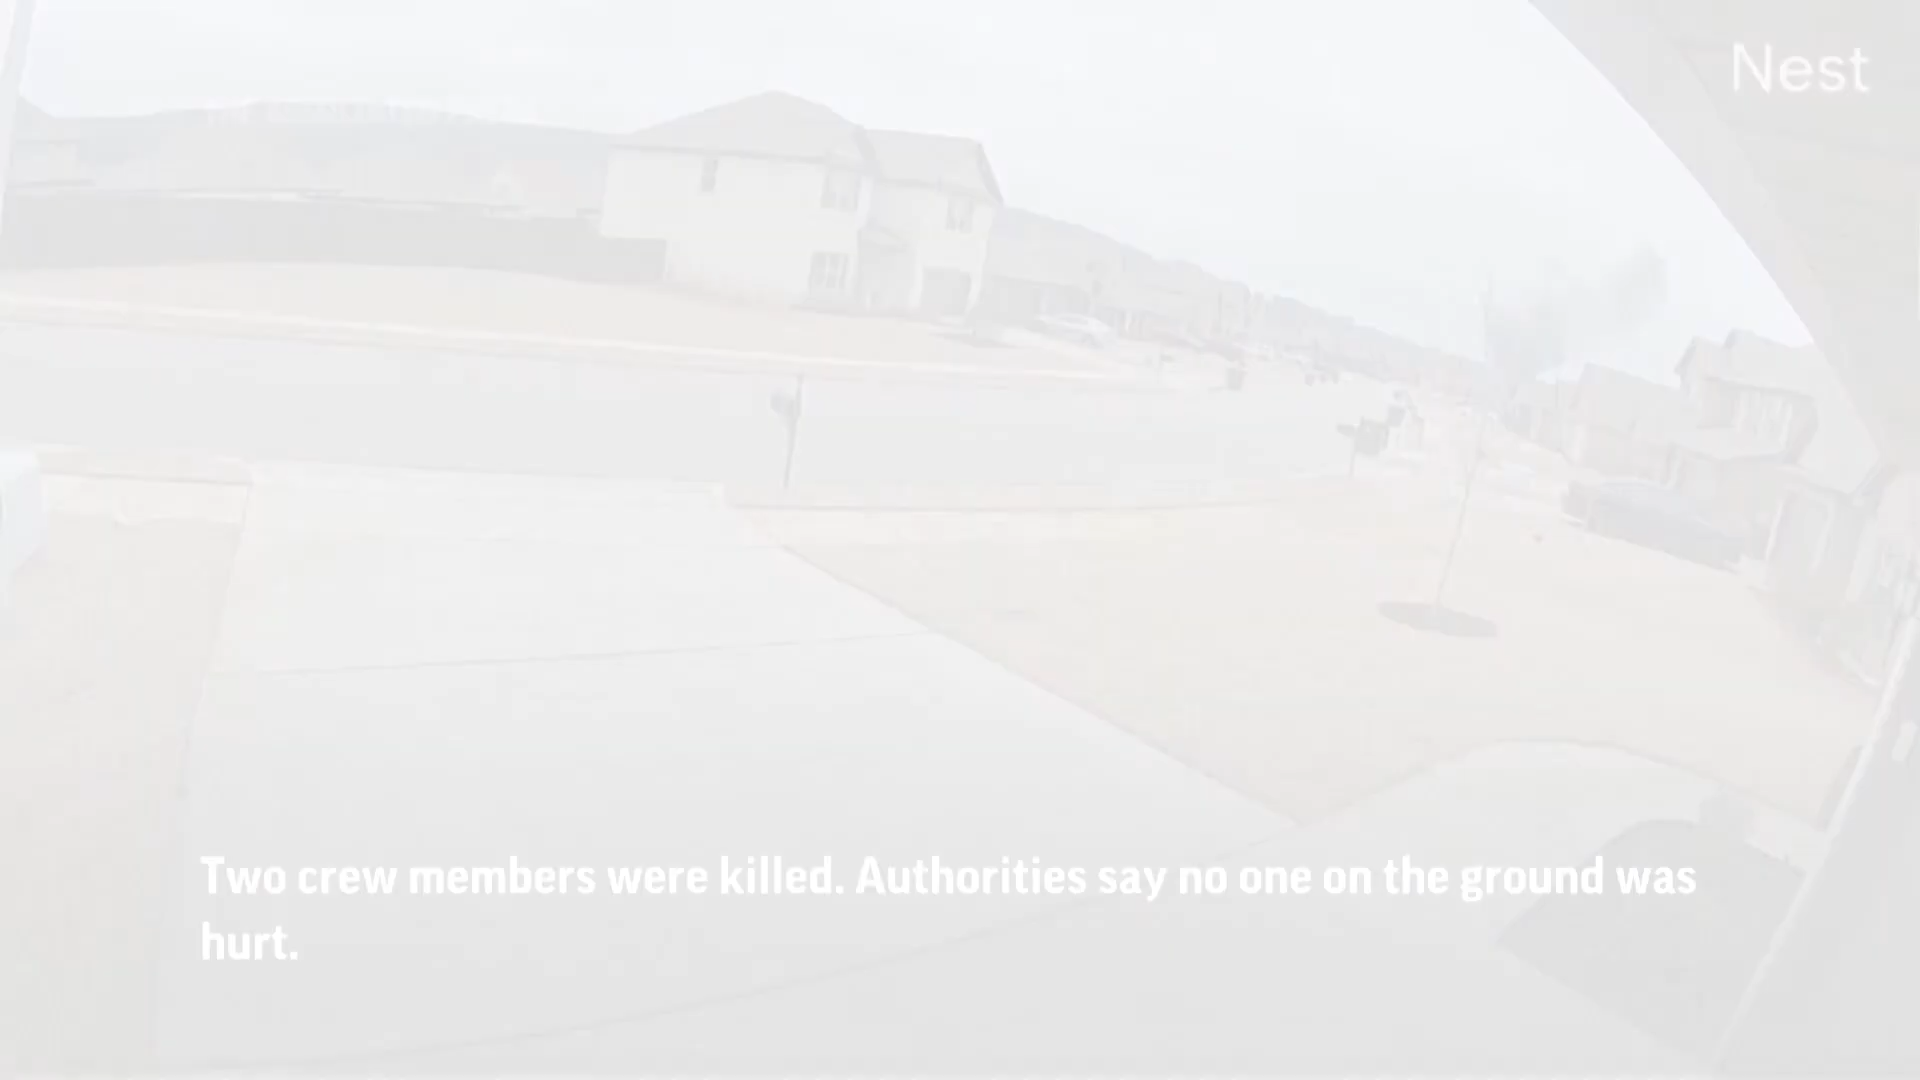 Nest
Two crew members were killed. Authorities say no one on the ground was
hurt.